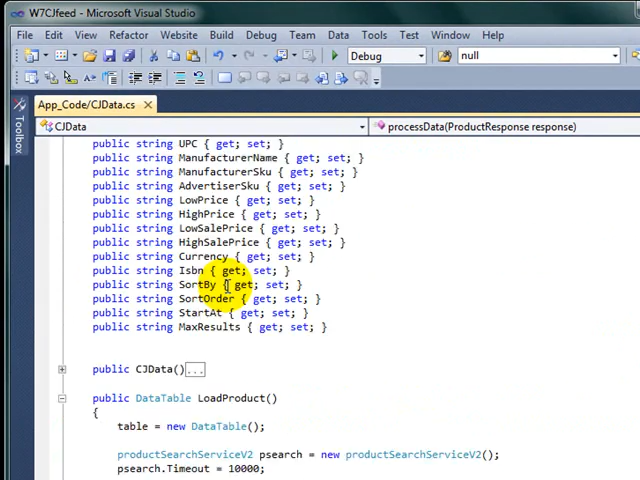 W7CJfeed - Microsoft Visual Studio
File Edit View Refactor Website Build Debug Team Data Tools Test Window Help
Debug null
App_Code/CJData.cs
Toolbox
CJData processData(ProductResponse response)
public string UPC { get; set; }
public string ManufacturerName { get; set; }
public string ManufacturerSku { get; set; }
public string AdvertiserSku { get; set; }
public string LowPrice { get; set; }
public string HighPrice { get; set; }
public string LowSalePrice { get; set; }
public string HighSalePrice { get; set; }
public string Currency { get; set; }
public string Isbn { get; set; }
public string SortBy { get; set; }
public string SortOrder { get; set; }
public string StartAt { get; set; }
public string MaxResults { get; set; }
public CJData()...
public DataTable LoadProduct()
{
table = new DataTable();
productSearchServiceV2 psearch = new productSearchServiceV2();
psearch.Timeout = 10000;